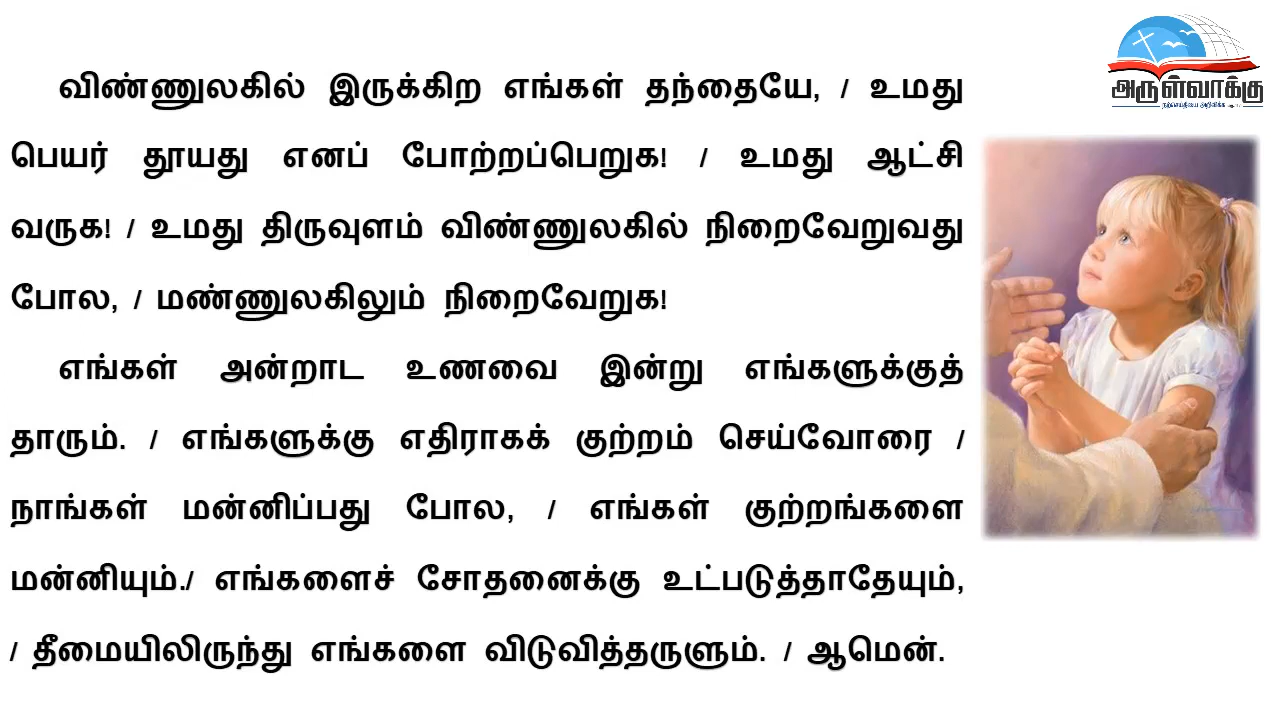 அருள்வாக்கு
விண்ணுலகில் இருக்கிற எங்கள் தந்தையே, / உமது
பெயர் தூயது எனப் போற்றப்பெறுக! / உமது ஆட்சி
வருக! / உமது திருவுளம் விண்ணுலகில் நிறைவேறுவது
போல, / மண்ணுலகிலும் நிறைவேறுக!
எங்கள் அன்றாட உணவை இன்று எங்களுக்குத்
தாரும். / எங்களுக்கு எதிராகக் குற்றம் செய்வோரை /
நாங்கள் மன்னிப்பது போல, / எங்கள் குற்றங்களை
மன்னியும்./ எங்களைச் சோதனைக்கு உட்படுத்தாதேயும்,
/ தீமையிலிருந்து எங்களை விடுவித்தருளும். / ஆமென்.